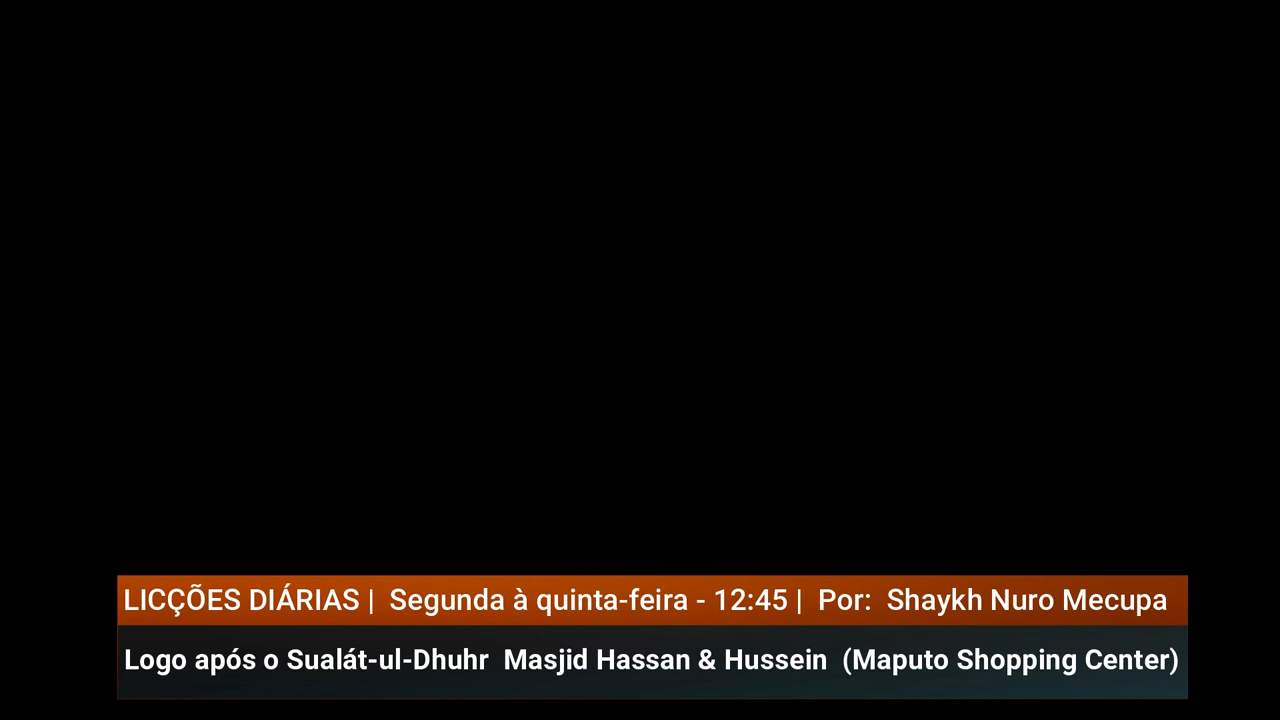 LICÇÕES DIÁRIAS | Segunda à quinta-feira - 12:45 | Por: Shaykh Nuro Mecupa
Logo após o Sualát-ul-Dhuhr Masjid Hassan & Hussein (Maputo Shopping Center)